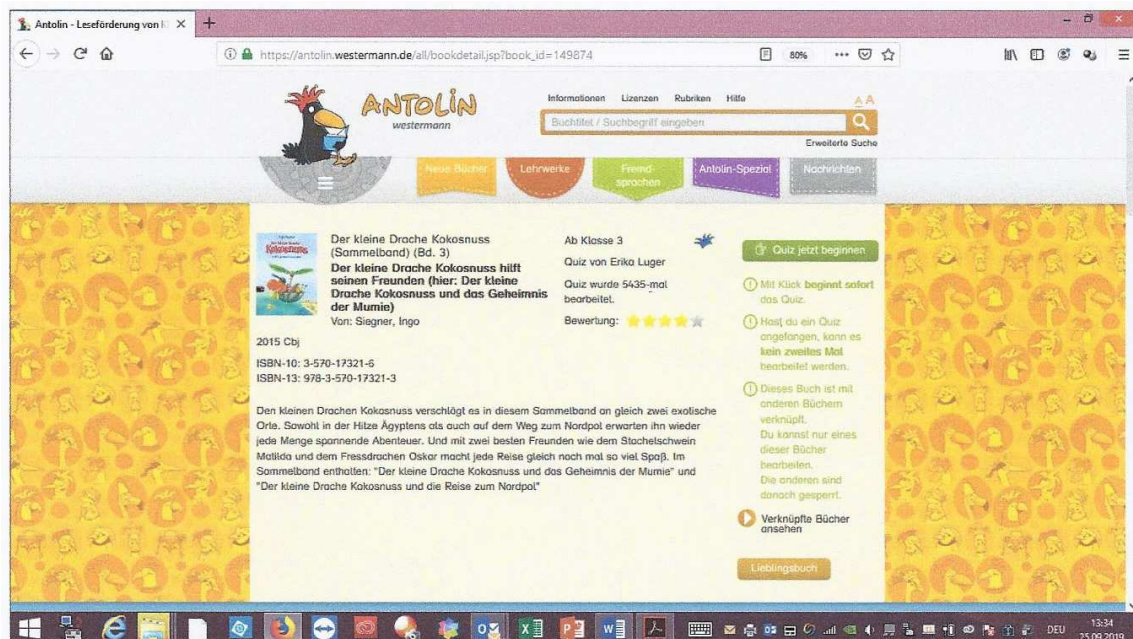 Antolin - Leseförderung von K
https://antolin.westermann.de/all/bookdetail.jsp?book_id=149874
80%
ANTOLIN
westermann
Informationen Lizenzen Rubriken Hilfe
A A
Buchtitel / Suchbegriff eingeben
Erweiterte Suche
Neue Bücher
Lehrwerke
Fremd-
sprachen
Antolin-Spezial
Nachrichten
Der kleine Drache Kokosnuss
(Sammelband) (Bd. 3)
Der kleine Drache Kokosnuss hilft
seinen Freunden (hier: Der kleine
Drache Kokosnuss und das Geheimnis
der Mumie)
Von: Siegner, Ingo
Ab Klasse 3
Quiz von Erika Luger
Quiz wurde 5435-mal
bearbeitet.
Bewertung:
2015 Cbj
ISBN-10: 3-570-17321-6
ISBN-13: 978-3-570-17321-3
Den kleinen Drachen Kokosnuss verschlägt es in diesem Sammelband an gleich zwei exotische
Orte. Sowohl in der Hitze Ägyptens als auch auf dem Weg zum Nordpol erwarten ihn wieder
jede Menge spannende Abenteuer. Und mit zwei besten Freunden wie dem Stachelschwein
Matilda und dem Fressdrachen Oskar macht jede Reise gleich noch mal so viel Spaß. Im
Sammelband enthalten: "Der kleine Drache Kokosnuss und das Geheimnis der Mumie" und
"Der kleine Drache Kokosnuss und die Reise zum Nordpol"
Quiz jetzt beginnen
Mit Klick beginnt sofort
das Quiz.
Hast du ein Quiz
angefangen, kann es
kein zweites Mal
bearbeitet werden.
Dieses Buch ist mit
anderen Büchern
verknüpft.
Du kannst nur eines
dieser Bücher
bearbeiten.
Die anderen sind
danach gesperrt.
Verknüpfte Bücher
ansehen
Lieblingsbuch
DEU
13:34
25.09.2019